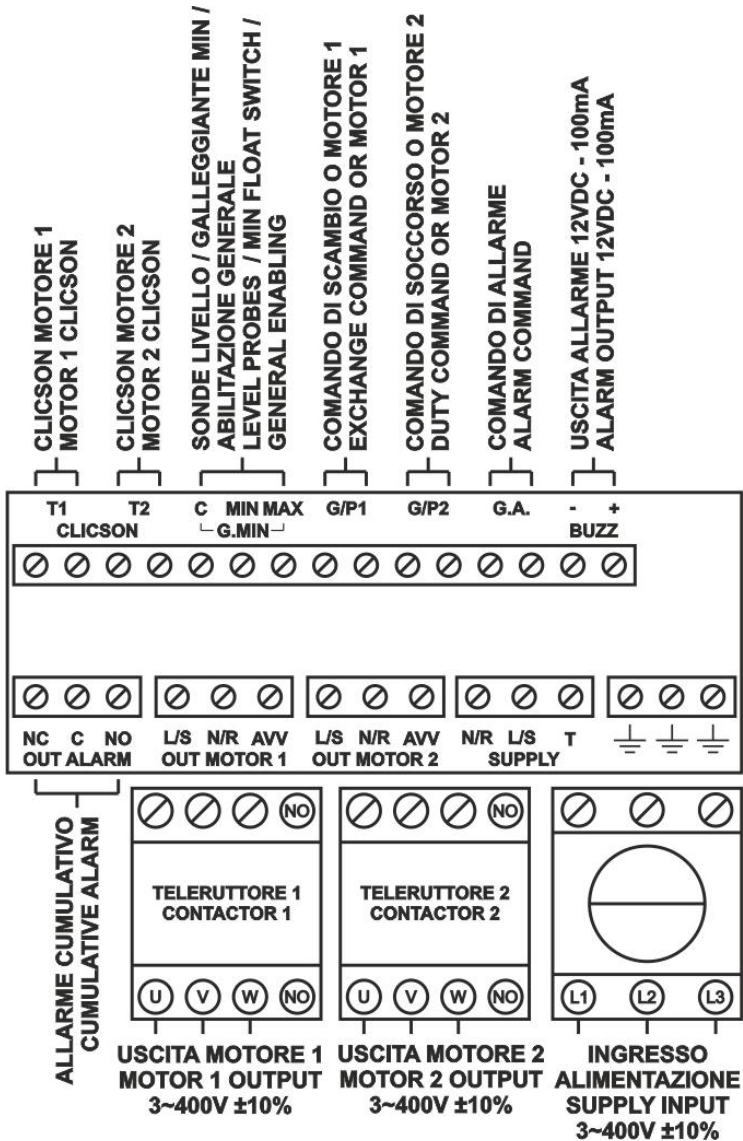 CLICSON MOTORE 1
MOTOR 1 CLICSON
CLICSON MOTORE 2
MOTOR 2 CLICSON
SONDE LIVELLO / GALLEGGIANTE MIN /
ABILITAZIONE GENERALE
LEVEL PROBES / MIN FLOAT SWITCH /
GENERAL ENABLING
COMANDO DI SCAMBIO O MOTORE 1
EXCHANGE COMMAND OR MOTOR 1
COMANDO DI SOCCORSO O MOTORE 2
DUTY COMMAND OR MOTOR 2
COMANDO DI ALLARME
ALARM COMMAND
USCITA ALLARME 12VDC - 100mA
ALARM OUTPUT 12VDC - 100mA
T1 T2 C MIN MAX G/P1 G/P2 G.A. - +
CLICSON G.MIN BUZZ
NC C NO L/S N/R AVV L/S N/R AVV N/R L/S T
OUT ALARM OUT MOTOR 1 OUT MOTOR 2 SUPPLY
ALLARME CUMULATIVO
CUMULATIVE ALARM
NO NO
TELERUTTORE 1
CONTACTOR 1
TELERUTTORE 2
CONTACTOR 2
U V W NO U V W NO L1 L2 L3
USCITA MOTORE 1
MOTOR 1 OUTPUT
3~400V ±10%
USCITA MOTORE 2
MOTOR 2 OUTPUT
3~400V ±10%
INGRESSO
ALIMENTAZIONE
SUPPLY INPUT
3~400V ±10%